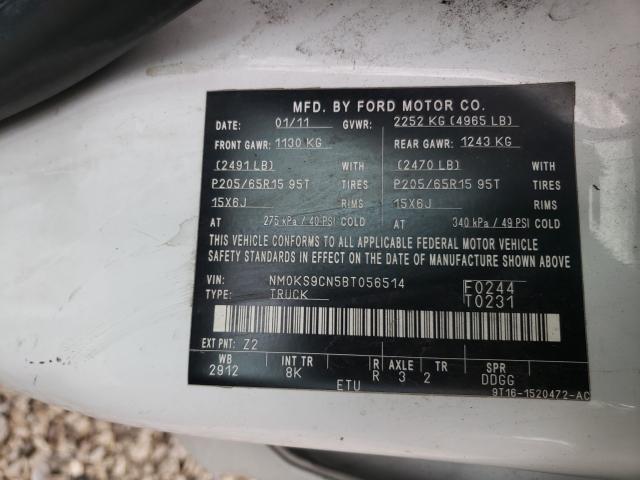 MFD. BY FORD MOTOR CO.
DATE: 01/11 GVWR: 2252 KG (4965 LB)
FRONT GAWR: 1130 KG REAR GAWR: 1243 KG
(2491 LB) WITH (2470 LB) WITH
P205/65R15 95T TIRES P205/65R15 95T TIRES
15X6J RIMS 15X6J RIMS
AT 275 kPa / 40 PSI COLD AT 340 kPa / 49 PSI COLD
THIS VEHICLE CONFORMS TO ALL APPLICABLE FEDERAL MOTOR VEHICLE
SAFETY STANDARDS IN EFFECT ON THE DATE OF MANUFACTURE SHOWN ABOVE
VIN: NM0KS9CN5BT056514 F0244
TYPE: TRUCK T0231
EXT PNT: Z2
WB INT TR R AXLE TR SPR
2912 8K R 3 2 DDGG
ETU 9T16-1520472-AC